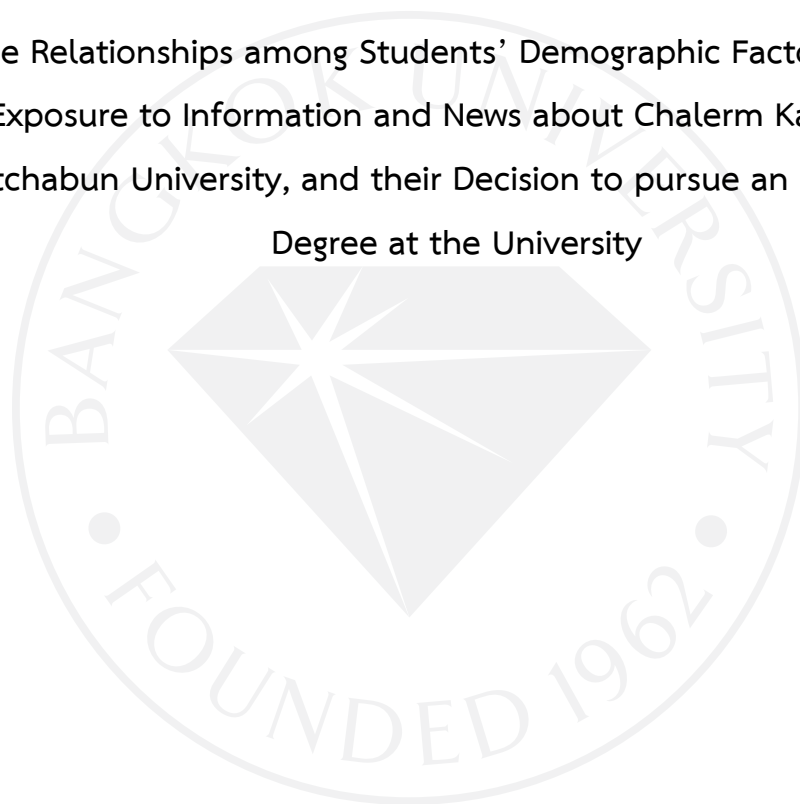 e Relationships among Students’ Demographic Facto
Exposure to Information and News about Chalerm Ka
tchabun University, and their Decision to pursue an
Degree at the University
BANGKOK UNIVERSITY
FOUNDED 1962